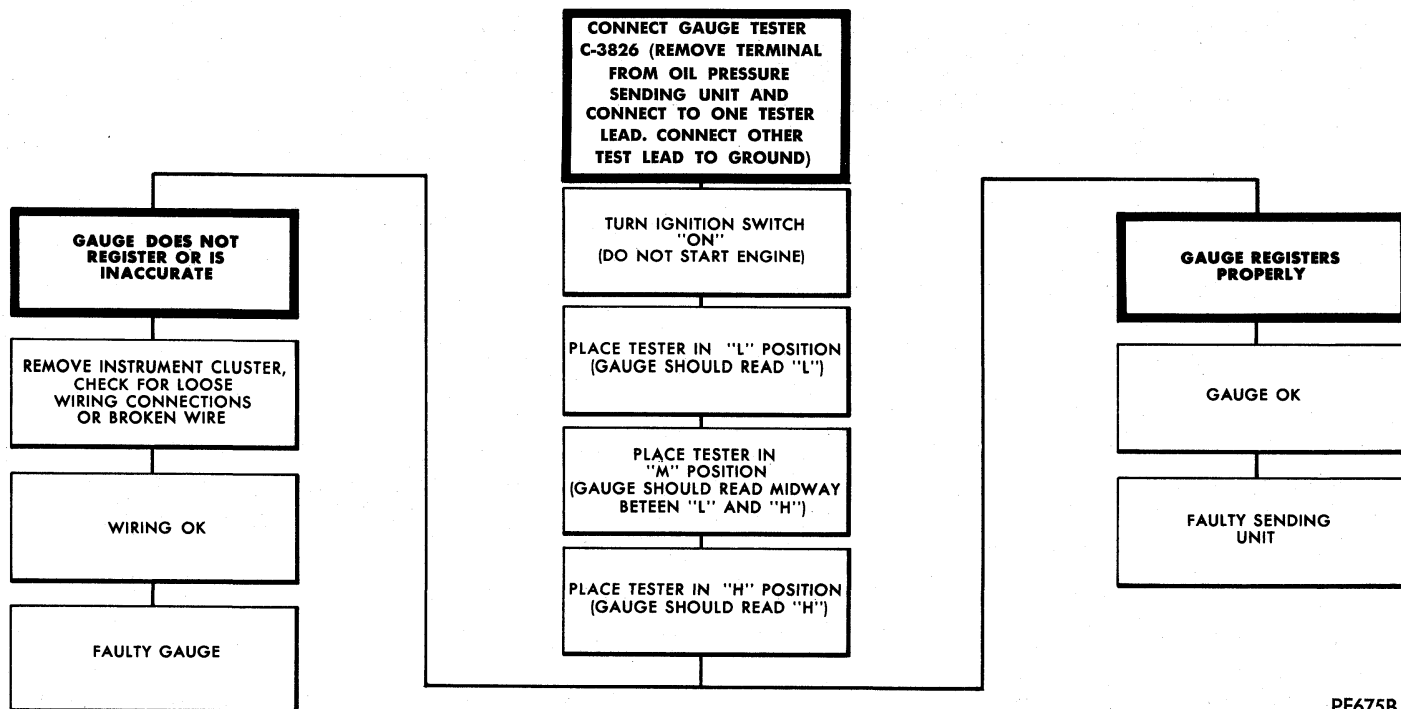 CONNECT GAUGE TESTER
C-3826 (REMOVE TERMINAL
FROM OIL PRESSURE
SENDING UNIT AND
CONNECT TO ONE TESTER
LEAD. CONNECT OTHER
TEST LEAD TO GROUND)
TURN IGNITION SWITCH
"ON"
(DO NOT START ENGINE)
PLACE TESTER IN "L" POSITION
(GAUGE SHOULD READ "L")
PLACE TESTER IN
"M" POSITION
(GAUGE SHOULD READ MIDWAY
BETEEN "L" AND "H")
PLACE TESTER IN "H" POSITION
(GAUGE SHOULD READ "H")
GAUGE DOES NOT
REGISTER OR IS
INACCURATE
REMOVE INSTRUMENT CLUSTER,
CHECK FOR LOOSE
WIRING CONNECTIONS
OR BROKEN WIRE
WIRING OK
FAULTY GAUGE
GAUGE REGISTERS
PROPERLY
GAUGE OK
FAULTY SENDING
UNIT
PF675B